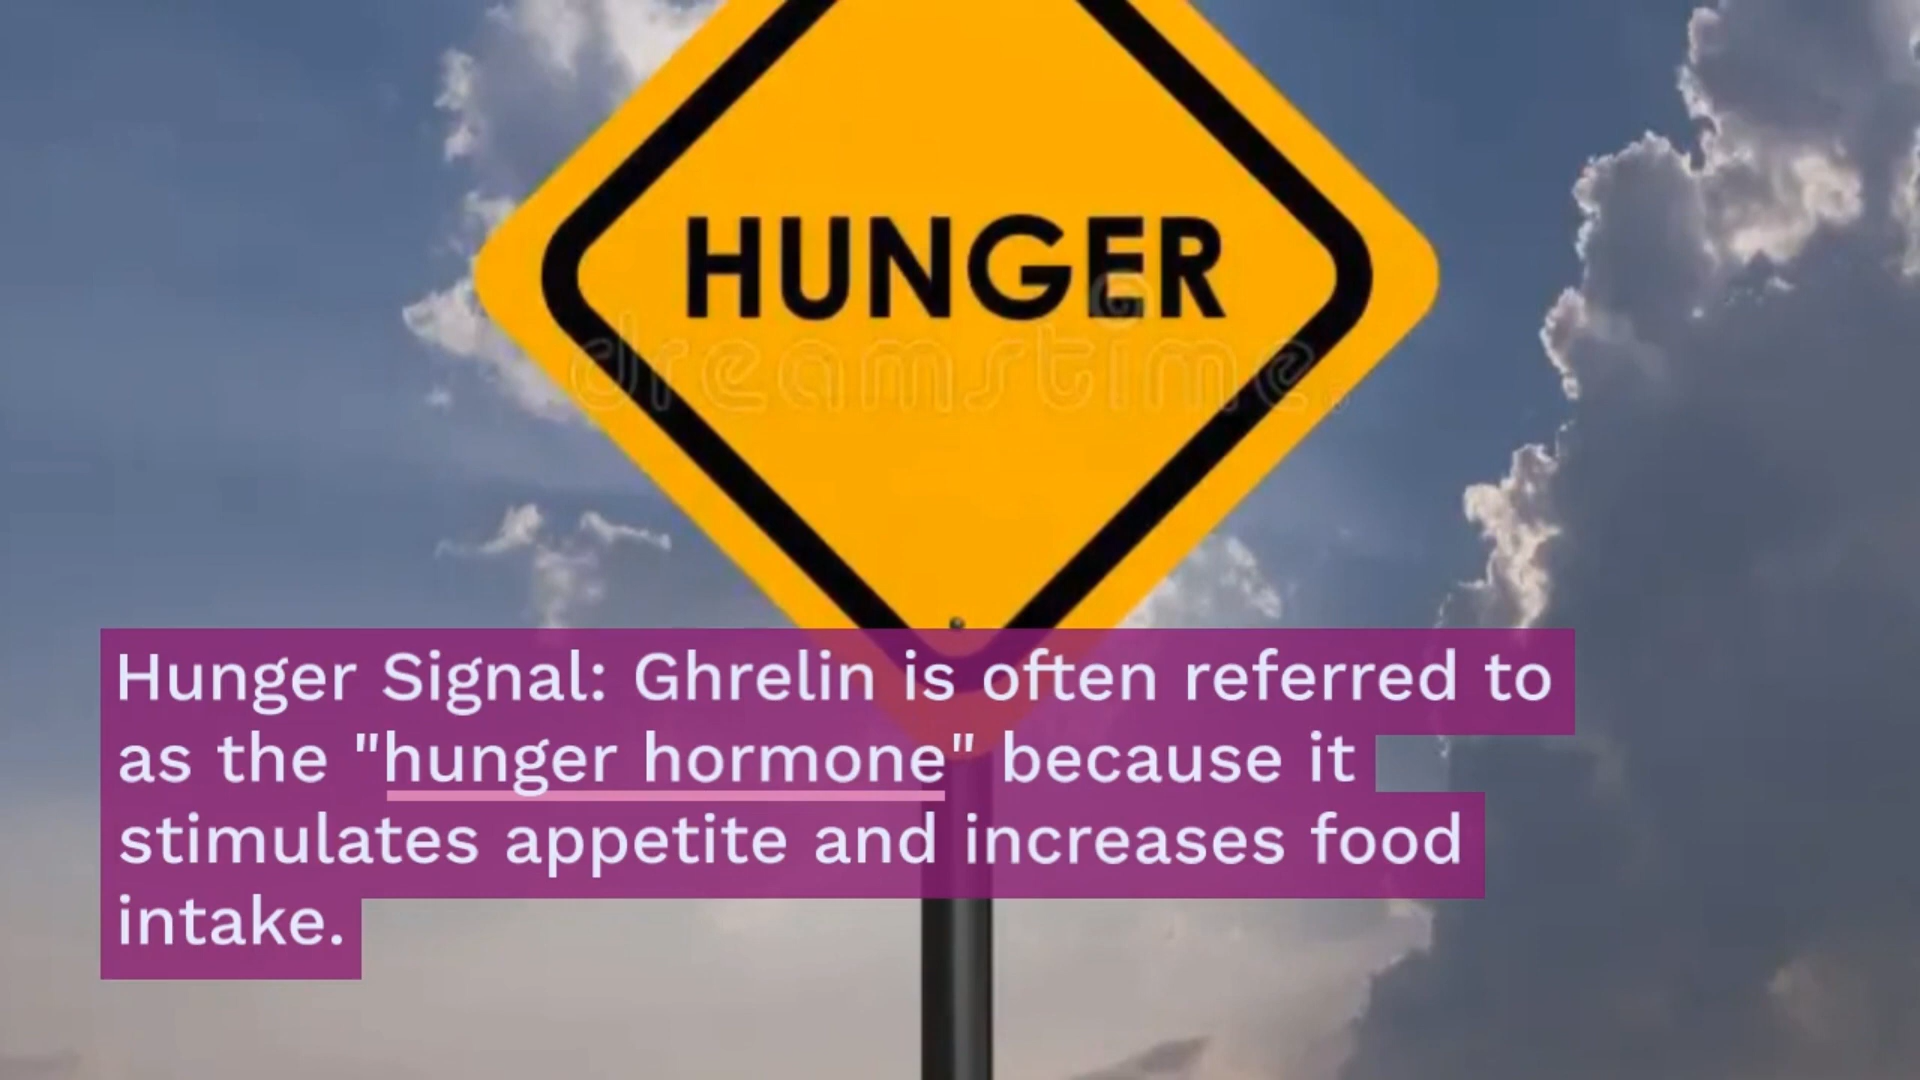 HUNGER
dreamstime.
Hunger Signal: Ghrelin is often referred to
as the "hunger hormone" because it
stimulates appetite and increases food
intake.